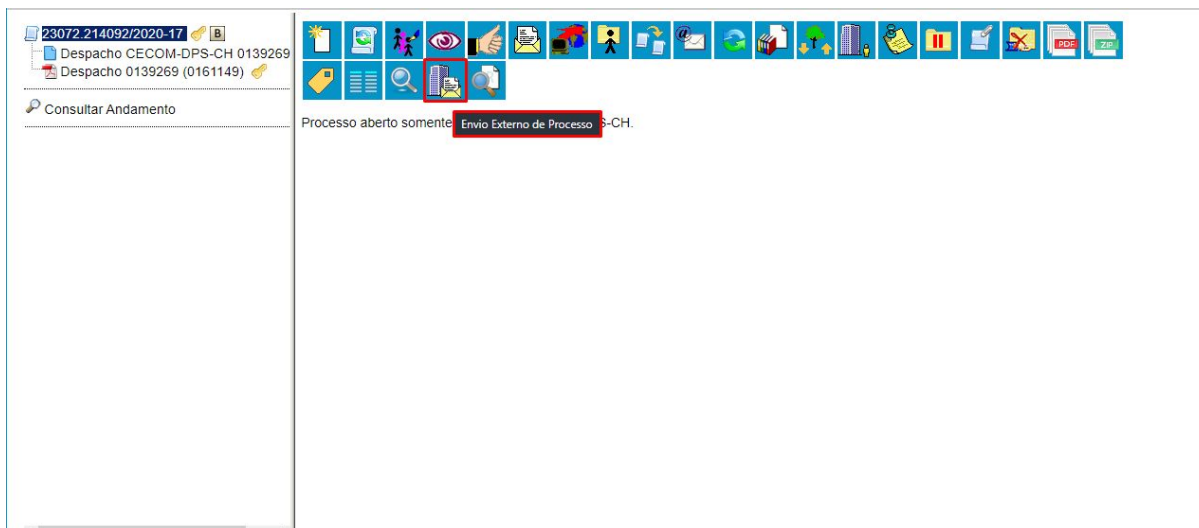 23072.214092/2020-17 B
Despacho CECOM-DPS-CH 0139269
Despacho 0139269 (0161149)
Consultar Andamento
PDF
ZIP
Processo aberto somente Envio Externo de Processo S-CH.